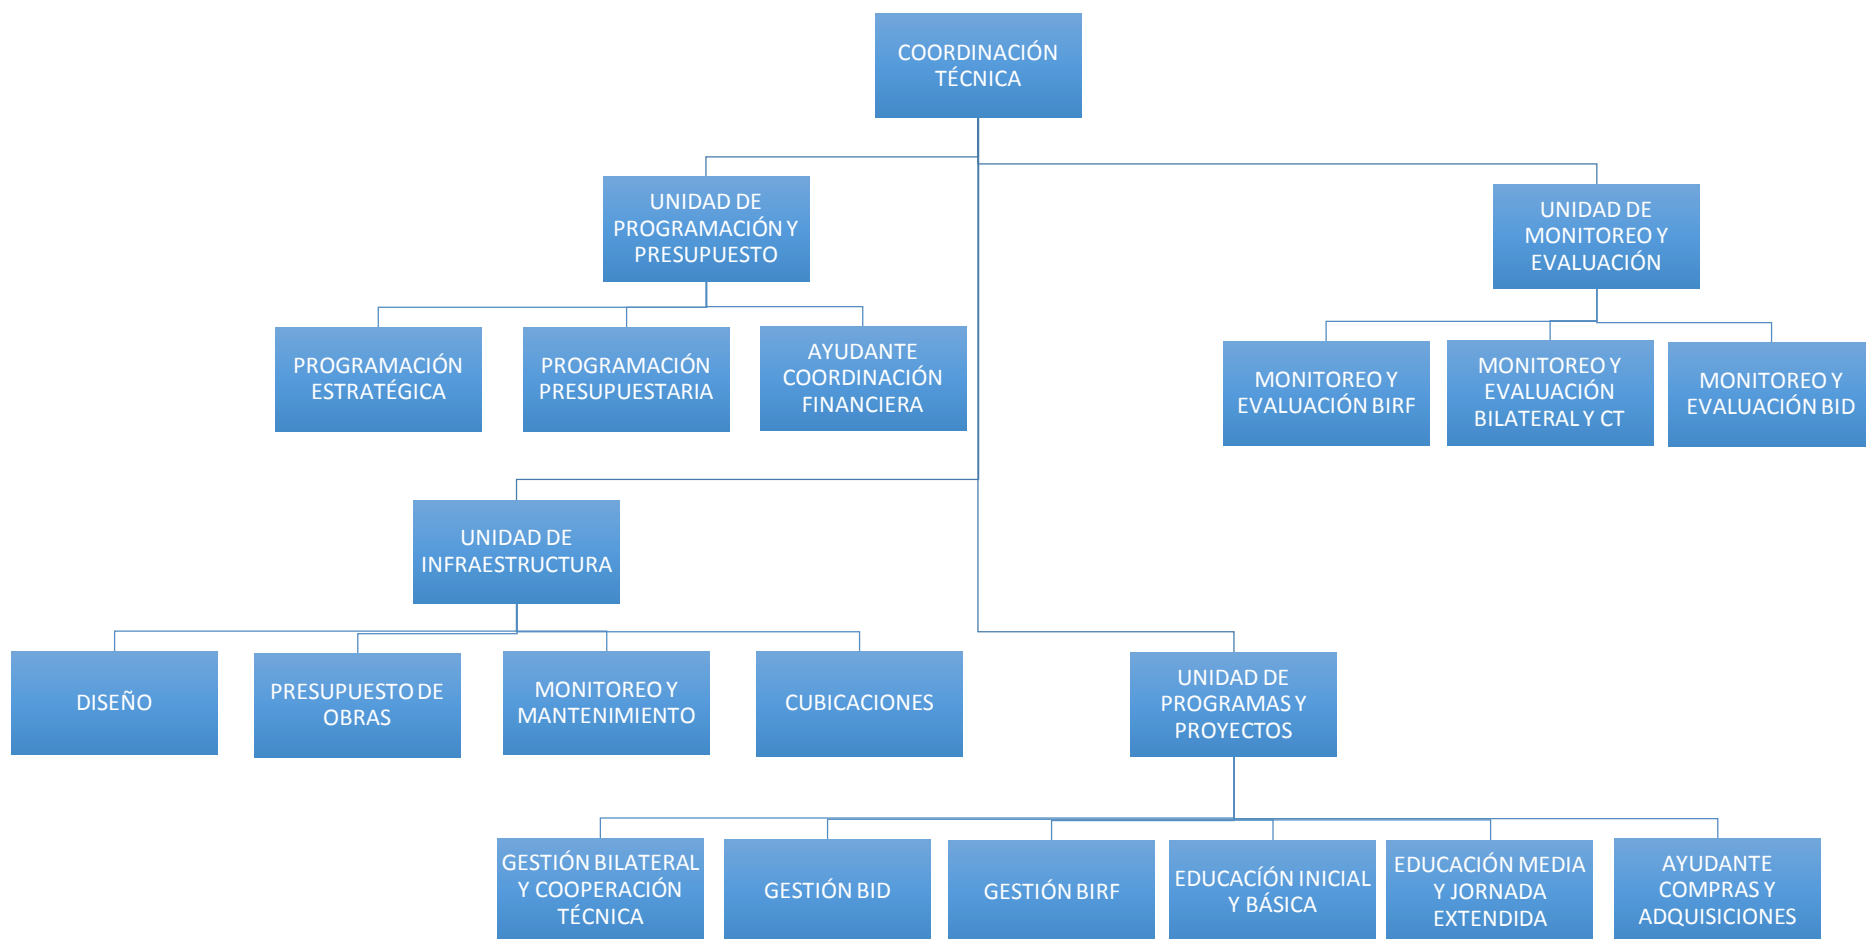 COORDINACIÓN
TÉCNICA
UNIDAD DE
PROGRAMACIÓN Y
PRESUPUESTO
UNIDAD DE
MONITOREO Y
EVALUACIÓN
PROGRAMACIÓN
ESTRATÉGICA
PROGRAMACIÓN
PRESUPUESTARIA
AYUDANTE
COORDINACIÓN
FINANCIERA
MONITOREO Y
EVALUACIÓN BIRF
MONITOREO Y
EVALUACIÓN
BILATERAL Y CT
MONITOREO Y
EVALUACIÓN BID
UNIDAD DE
INFRAESTRUCTURA
DISEÑO
PRESUPUESTO DE
OBRAS
MONITOREO Y
MANTENIMIENTO
CUBICACIONES
UNIDAD DE
PROGRAMAS Y
PROYECTOS
GESTIÓN BILATERAL
Y COOPERACIÓN
TÉCNICA
GESTIÓN BID
GESTIÓN BIRF
EDUCACÍÓN INICIAL
Y BÁSICA
EDUCACIÓN MEDIA
Y JORNADA
EXTENDIDA
AYUDANTE
COMPRAS Y
ADQUISICIONES